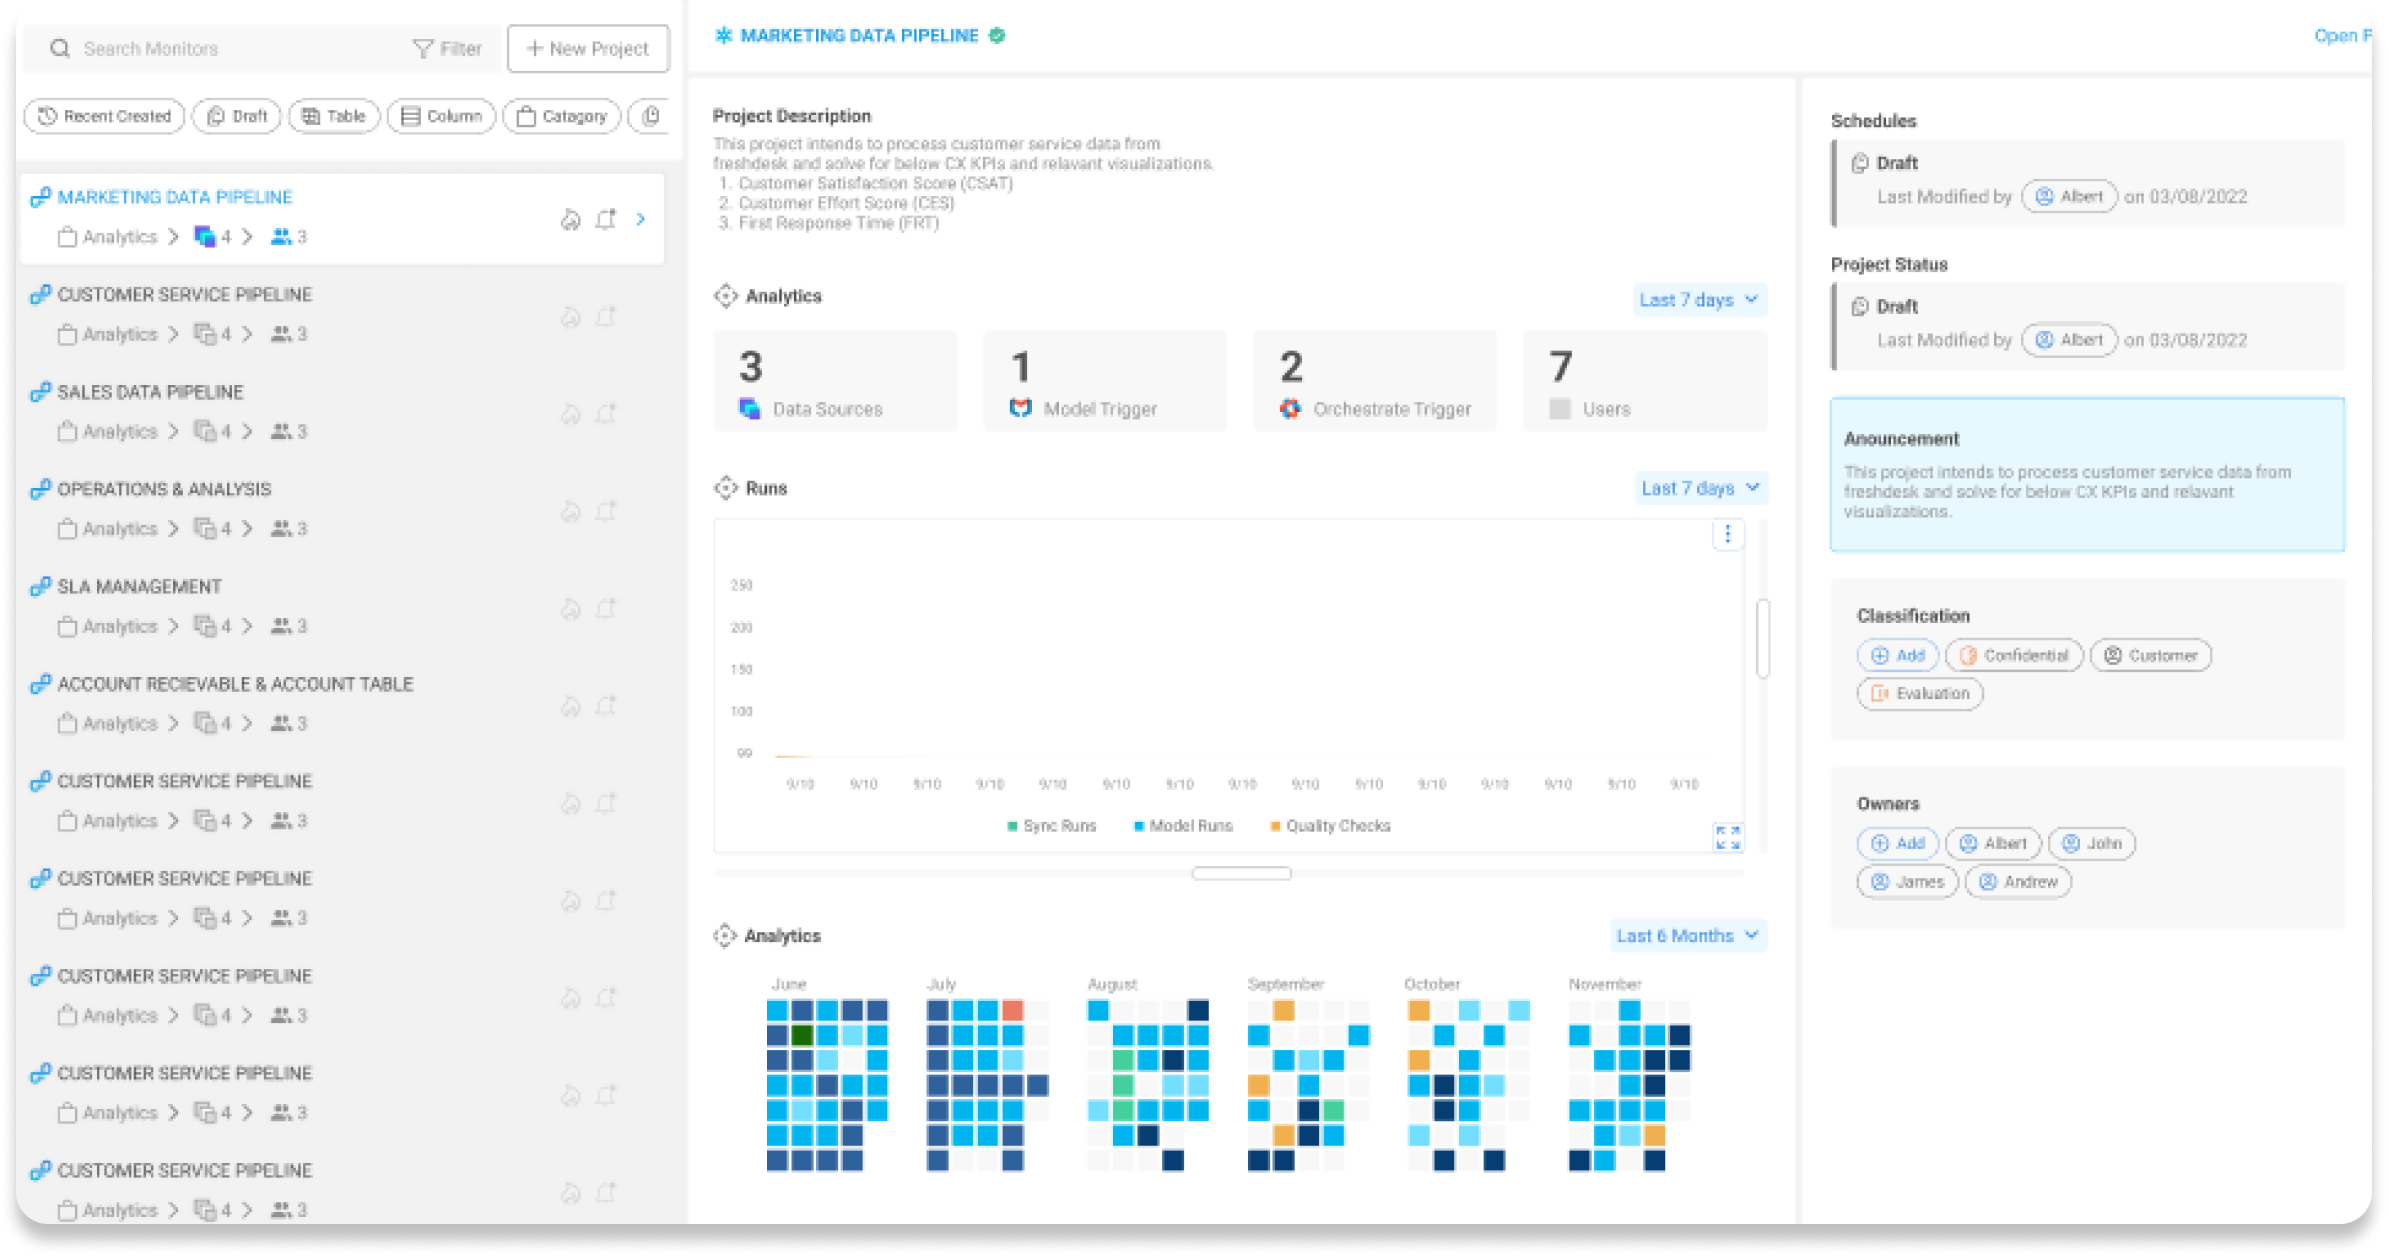 Search Monitors
Filter
+ New Project
Recent Created
Draft
Table
Column
Catagory
MARKETING DATA PIPELINE
Analytics > 4 > 3
CUSTOMER SERVICE PIPELINE
Analytics > 4 > 3
SALES DATA PIPELINE
Analytics > 4 > 3
OPERATIONS & ANALYSIS
Analytics > 4 > 3
SLA MANAGEMENT
Analytics > 4 > 3
ACCOUNT RECIEVABLE & ACCOUNT TABLE
Analytics > 4 > 3
CUSTOMER SERVICE PIPELINE
Analytics > 4 > 3
CUSTOMER SERVICE PIPELINE
Analytics > 4 > 3
CUSTOMER SERVICE PIPELINE
Analytics > 4 > 3
CUSTOMER SERVICE PIPELINE
Analytics > 4 > 3
CUSTOMER SERVICE PIPELINE
Analytics > 4 > 3
MARKETING DATA PIPELINE
Open
Project Description
This project intends to process customer service data from
freshdesk and solve for below CX KPIs and relavant visualizations.
1. Customer Satisfaction Score (CSAT)
2. Customer Effort Score (CES)
3. First Response Time (FRT)
Analytics
Last 7 days
3
Data Sources
1
Model Trigger
2
Orchestrate Trigger
7
Users
Runs
Last 7 days
250
200
150
100
99
9/10 9/10 9/10 9/10 9/10 9/10 9/10 9/10 9/10 9/10 9/10 9/10 9/10 9/10 9/10
Sync Runs
Model Runs
Quality Checks
Analytics
Last 6 Months
June
July
August
September
October
November
Schedules
Draft
Last Modified by Albert on 03/08/2022
Project Status
Draft
Last Modified by Albert on 03/08/2022
Anouncement
This project intends to process customer service data from
freshdesk and solve for below CX KPIs and relavant
visualizations.
Classification
Add
Confidential
Customer
Evaluation
Owners
Add
Albert
John
James
Andrew